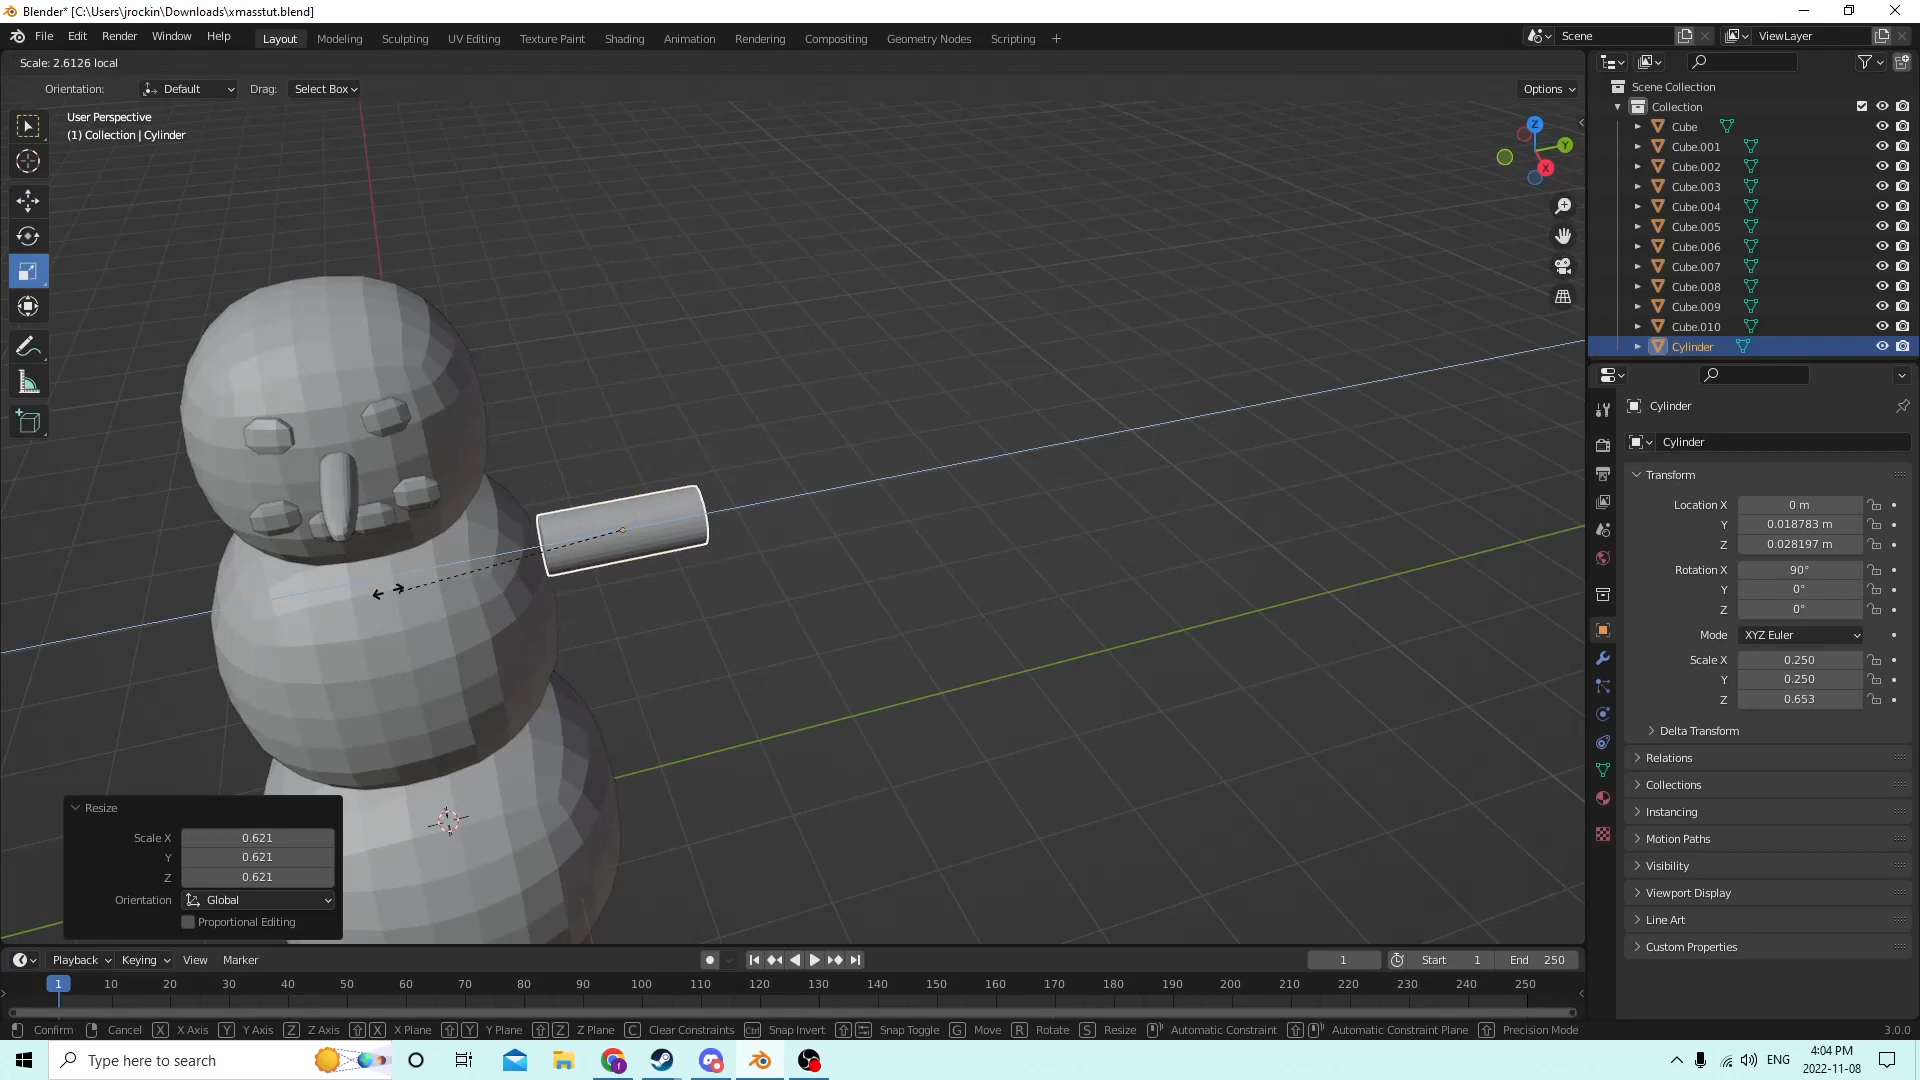 Blender* [C:\Users\jrockin\Downloads\xmasstut.blend]
File Edit Render Window Help Layout Modeling Sculpting UV Editing Texture Paint Shading Animation Rendering Compositing Geometry Nodes Scripting + Scene ViewLayer
Scale: 2.6126 local
Orientation: Default Drag: Select Box Options
User Perspective
(1) Collection | Cylinder
Z
Y
X
Scene Collection
Collection
Cube
Cube.001
Cube.002
Cube.003
Cube.004
Cube.005
Cube.006
Cube.007
Cube.008
Cube.009
Cube.010
Cylinder
Cylinder
Cylinder
Transform
Location X 0 m
Y 0.018783 m
Z 0.028197 m
Rotation X 90°
Y 0°
Z 0°
Mode XYZ Euler
Scale X 0.250
Y 0.250
Z 0.653
Delta Transform
Relations
Collections
Instancing
Motion Paths
Visibility
Viewport Display
Line Art
Custom Properties
Resize
Scale X 0.621
Y 0.621
Z 0.621
Orientation Global
Proportional Editing
Playback Keying View Marker 1 Start 1 End 250
1 10 20 30 40 50 60 70 80 90 100 110 120 130 140 150 160 170 180 190 200 210 220 230 240 250
Confirm Cancel X X Axis Y Y Axis Z Z Axis X X Plane Y Y Plane Z Z Plane C Clear Constraints Ctrl Snap Invert Snap Toggle G Move R Rotate S Resize Automatic Constraint Automatic Constraint Plane Precision Mode 3.0.0
Type here to search ENG 4:04 PM
2022-11-08